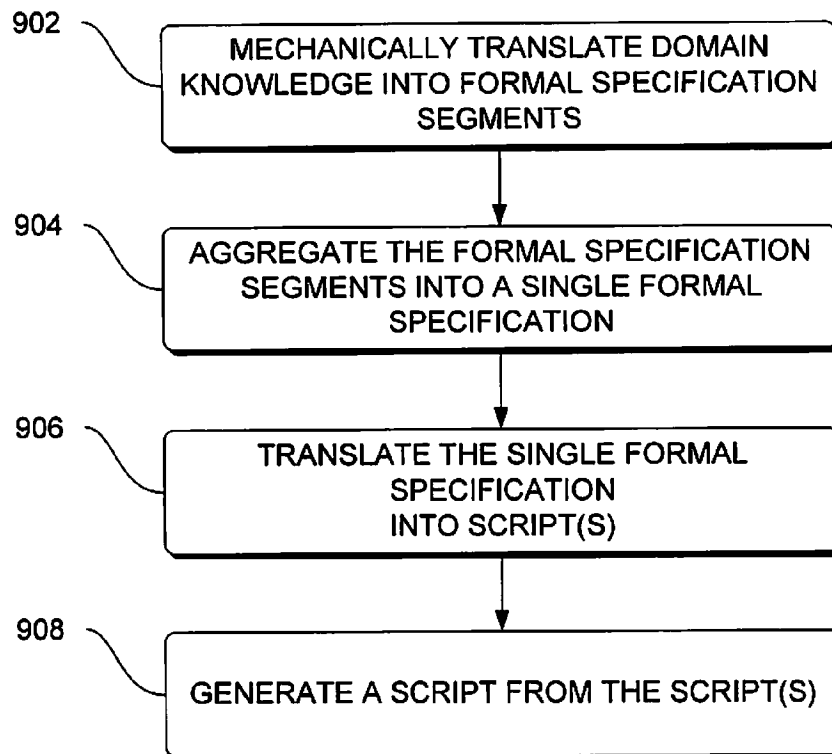 902
MECHANICALLY TRANSLATE DOMAIN
KNOWLEDGE INTO FORMAL SPECIFICATION
SEGMENTS
904
AGGREGATE THE FORMAL SPECIFICATION
SEGMENTS INTO A SINGLE FORMAL
SPECIFICATION
906
TRANSLATE THE SINGLE FORMAL
SPECIFICATION
INTO SCRIPT(S)
908
GENERATE A SCRIPT FROM THE SCRIPT(S)